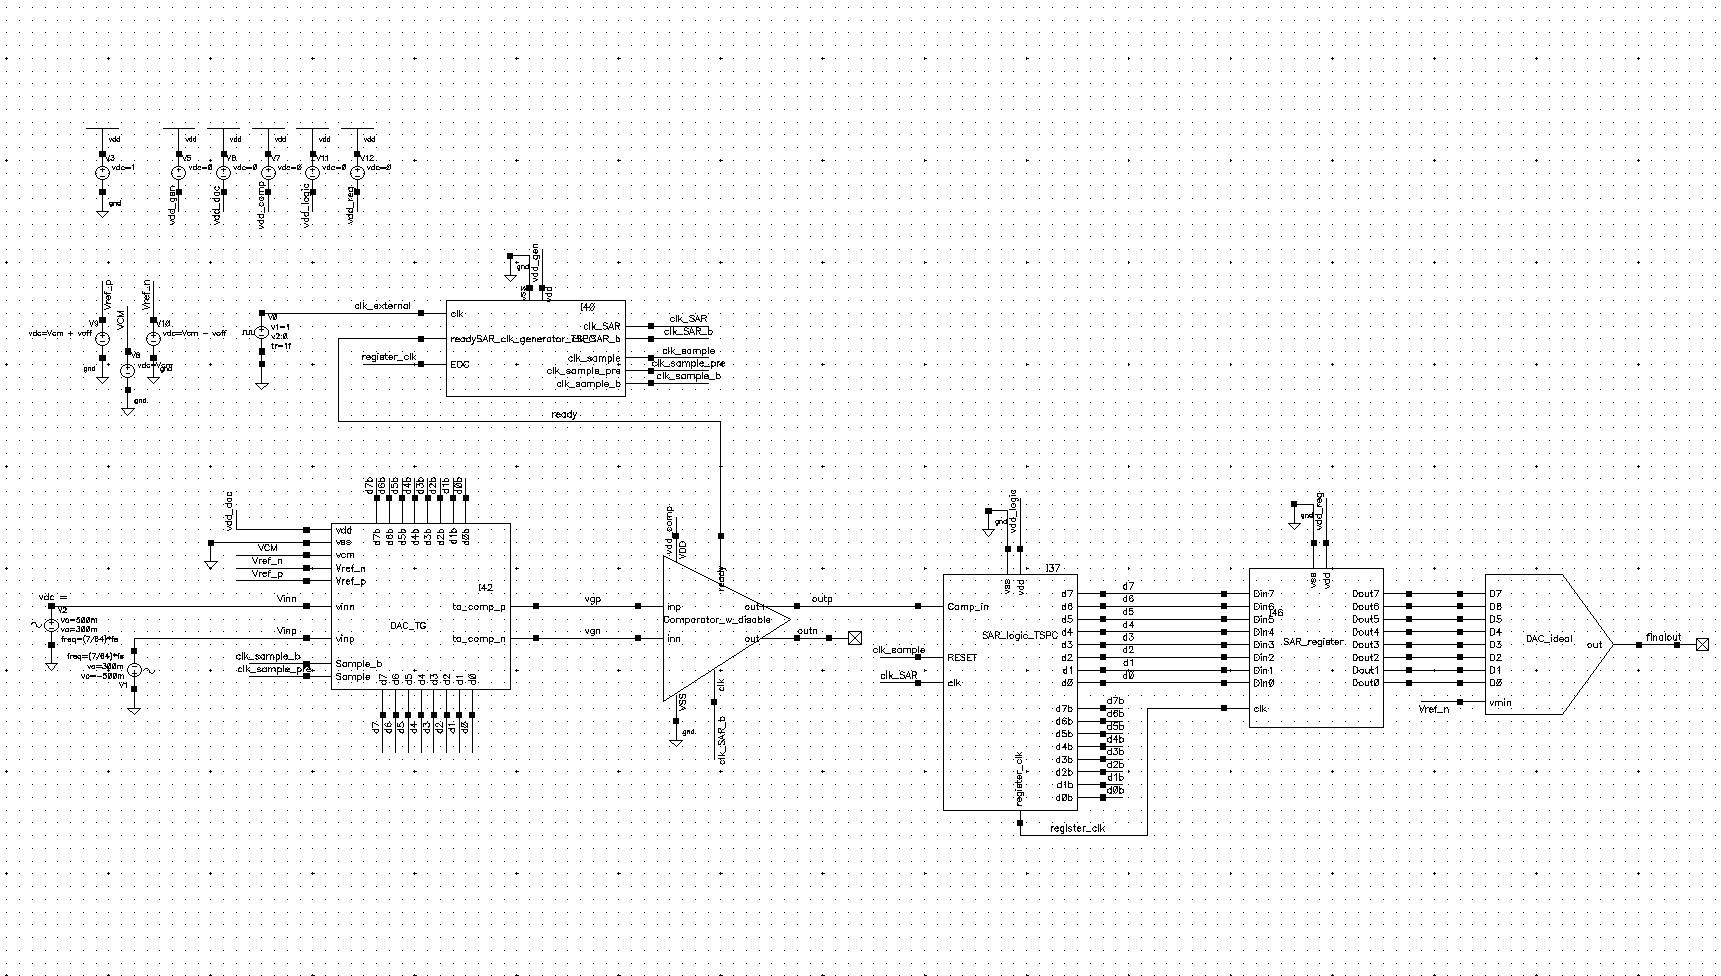 vdd vdd vdd vdd vdd vdd
V3 V5 V6 V7 V11 V12
vdc=1 vdc=0 vdc=0 vdc=0 vdc=0 vdc=0
gnd vdd_gen vdd_dac vdd_comp vdd_logic vdd_reg
gnd vdd_gen
vss vdd
Vref_p VCM Vref_n
V9 V10
vdc=Vcm + voff vdc=Vcm - voff
V8
gnd gnd
gnd
clk_external
V0
v1=1
v2:0
tr=1f
I40
clk
clk_SAR clk_SAR
ready SAR_clk_generator_TSPC clk_SAR_b
register_clk EOC
clk_sample clk_sample
clk_sample_pre clk_sample_pre
clk_sample_b clk_sample_b
ready
d7b d6b d5b d4b d3b d2b d1b d0b
vdd_dac
vdd
vss
VCM vcm
Vref_n Vref_n
Vref_p Vref_p
d7b d6b d5b d4b d3b d2b d1b d0b
I42
DAC_TG
vdc =
V2
freq=(7/64)*fs
Vinn vinn
Vinp vinp
freq=(7/64)*fs
va=300m
vo=-500m
V1
clk_sample_b Sample_b
clk_sample_pre Sample
to_comp_p
to_comp_n
d7 d6 d5 d4 d3 d2 d1 d0
d7 d6 d5 d4 d3 d2 d1 d0
vgp
vgn
vdd_comp
VDD
ready
inp out+ outp
Comparator_w_disable
inn out- outn
clk
VSS
gnd
clk_SAR_b
gnd vdd_logic
vss vdd
I37
Comp_in
SAR_logic_TSPC
clk_sample RESET
clk_SAR clk
d7 d7
d6 d6
d5 d5
d4 d4
d3 d3
d2 d2
d1 d1
d0 d0
d7b d7b
d6b d6b
d5b d5b
d4b d4b
d3b d3b
d2b d2b
d1b d1b
d0b d0b
register_clk
register_clk
gnd vdd_reg
vss vdd
I46
SAR_register
Din7 Dout7
Din6 Dout6
Din5 Dout5
Din4 Dout4
Din3 Dout3
Din2 Dout2
Din1 Dout1
Din0 Dout0
clk
D7
D6
D5
D4
D3
D2
D1
D0
DAC_ideal
out finalout
Vref_n vmin